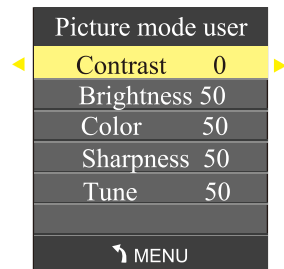 Picture mode user
Contrast 0
Brightness 50
Color 50
Sharpness 50
Tune 50
MENU